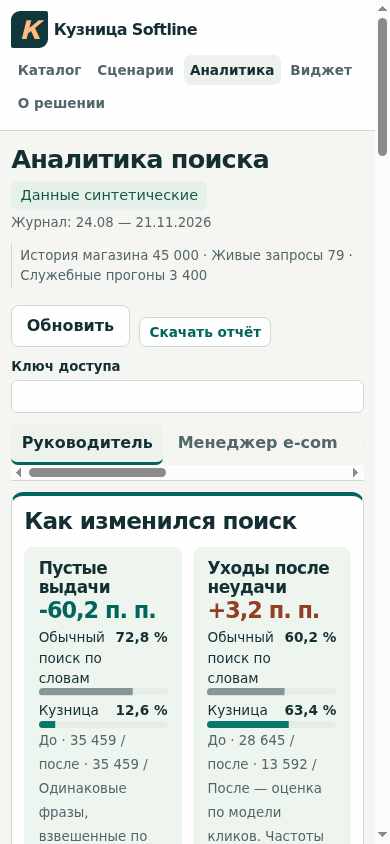 K Кузница Softline
Каталог Сценарии Аналитика Виджет
О решении
Аналитика поиска
Данные синтетические
Журнал: 24.08 — 21.11.2026
История магазина 45 000 · Живые запросы 79 ·
Служебные прогоны 3 400
Обновить Скачать отчёт
Ключ доступа
Руководитель Менеджер e-com
Как изменился поиск
Пустые
выдачи
-60,2 п. п.
Обычный 72,8 %
поиск по
словам
Кузница 12,6 %
До · 35 459 /
после · 35 459 /
Одинаковые
фразы,
взвешенные по
Уходы после
неудачи
+3,2 п. п.
Обычный 60,2 %
поиск по
словам
Кузница 63,4 %
До · 28 645 /
после · 13 592 /
После — оценка
по модели
кликов. Частоты